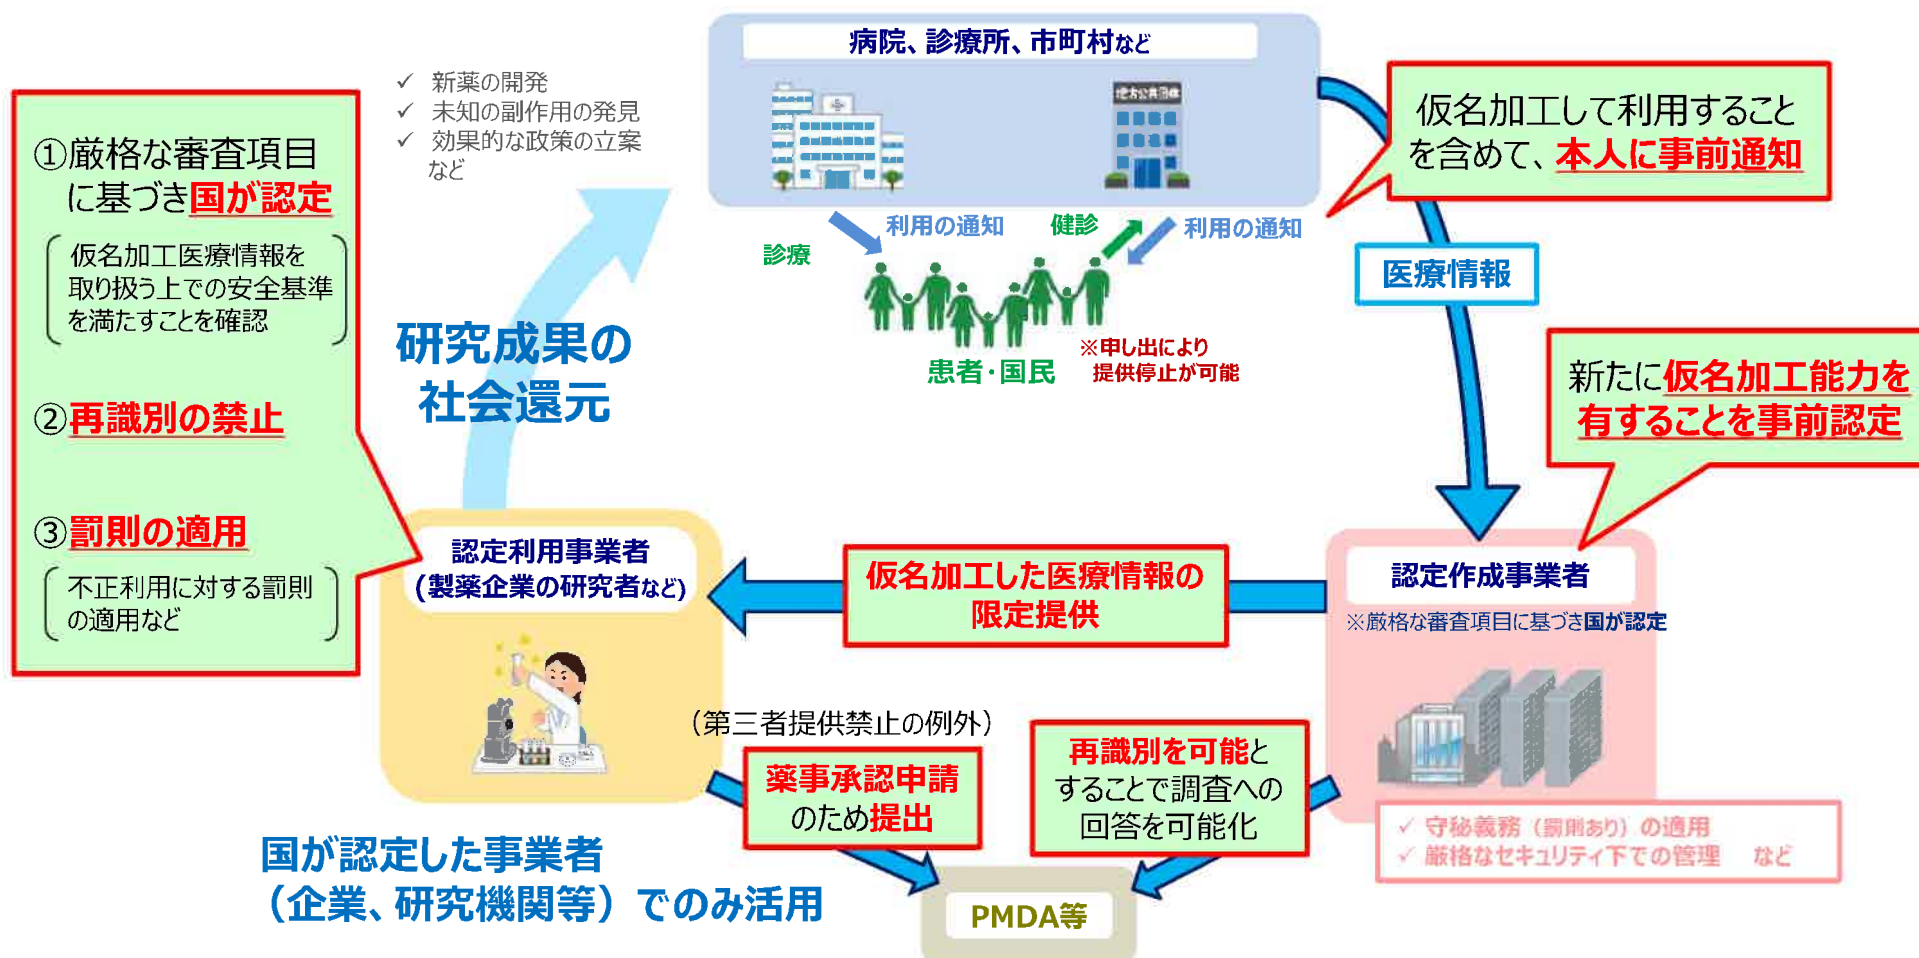 病院、診療所、市町村など
✓ 新薬の開発
✓ 未知の副作用の発見
✓ 効果的な政策の立案
など
①厳格な審査項目
に基づき国が認定
仮名加工医療情報を
取り扱う上での安全基準
を満たすことを確認
②再識別の禁止
③罰則の適用
不正利用に対する罰則
の適用など
地方公共団体
仮名加工して利用すること
を含めて、本人に事前通知
利用の通知
診療
健診
利用の通知
患者・国民
※申し出により
提供停止が可能
医療情報
研究成果の
社会還元
新たに仮名加工能力を
有することを事前認定
認定利用事業者
(製薬企業の研究者など)
仮名加工した医療情報の
限定提供
認定作成事業者
※厳格な審査項目に基づき国が認定
（第三者提供禁止の例外）
薬事承認申請
のため提出
再識別を可能と
することで調査への
回答を可能化
✓ 守秘義務（罰則あり）の適用
✓ 厳格なセキュリティ下での管理 など
国が認定した事業者
（企業、研究機関等）でのみ活用
PMDA等